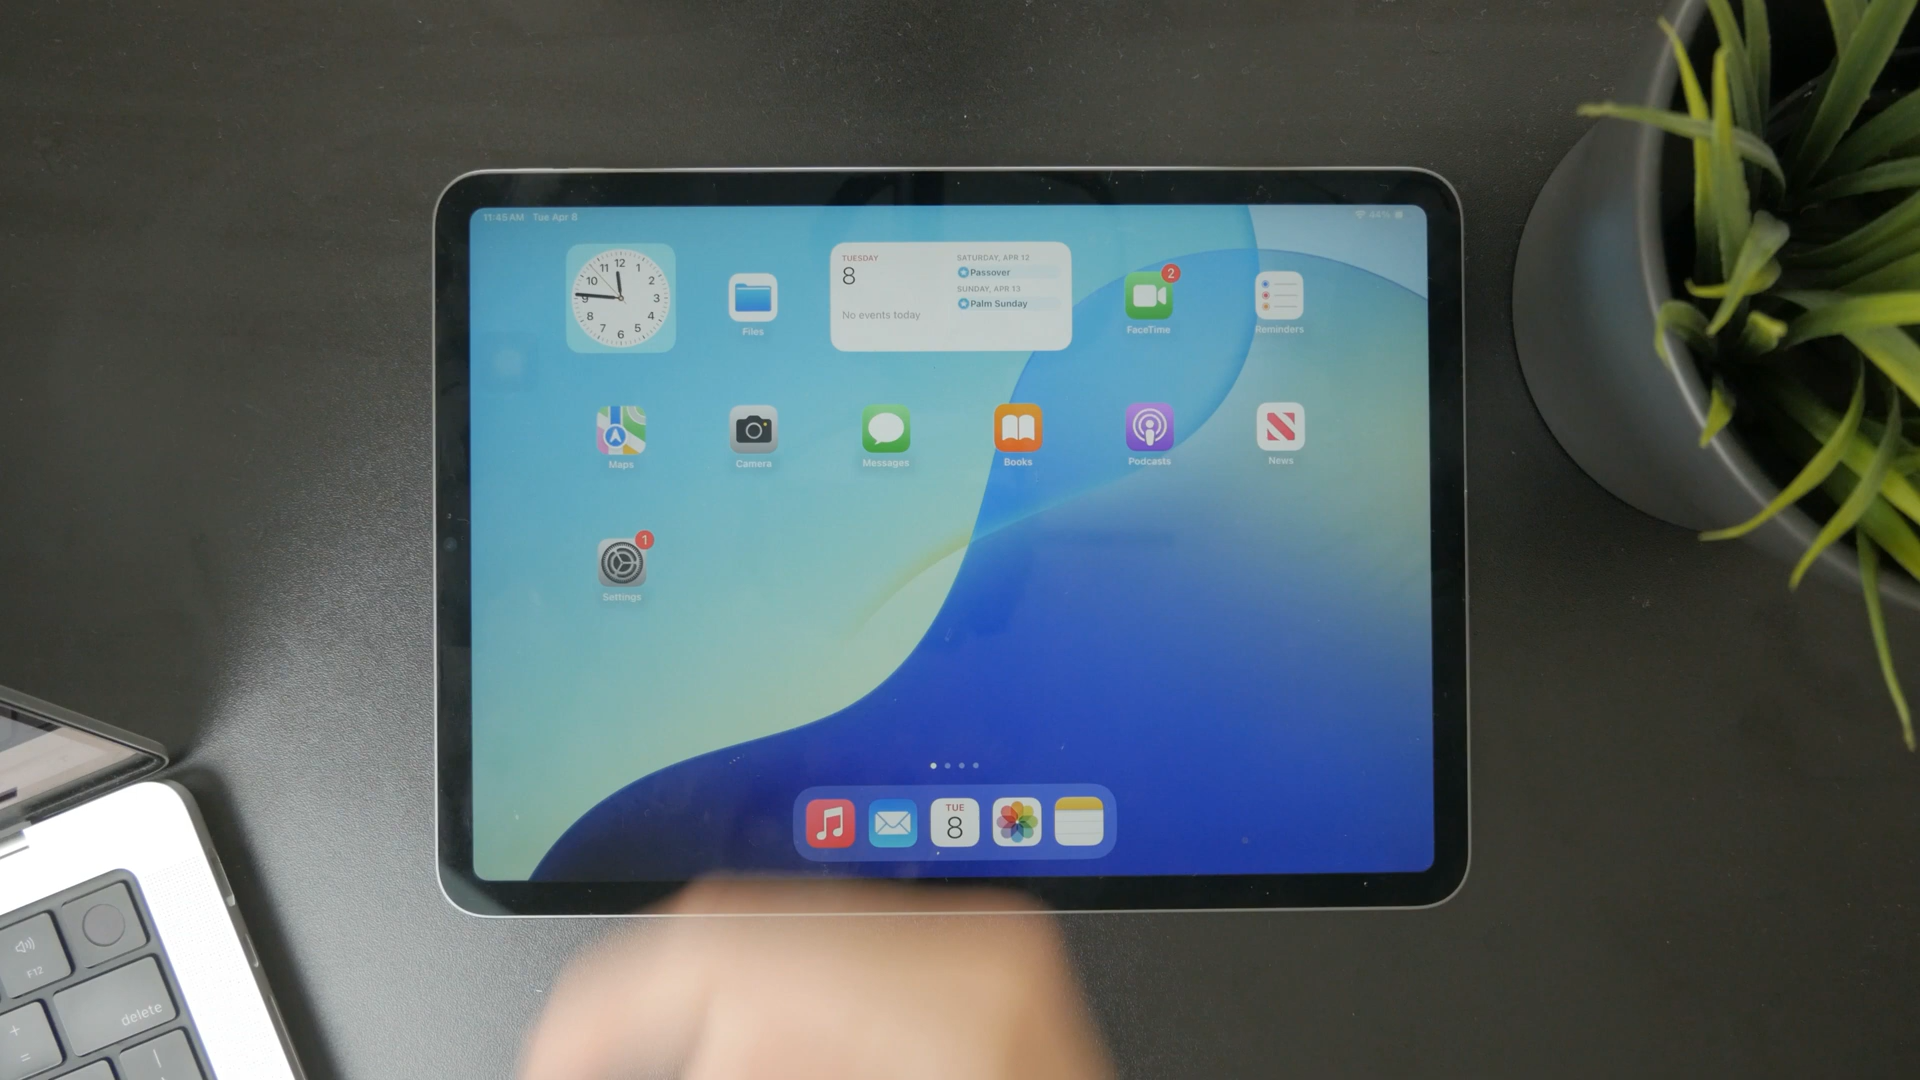 11:45 AM Tue Apr 8
44%
12
1
2
3
4
5
6
7
8
9
10
11
Files
TUESDAY
8
No events today
SATURDAY, APR 12
Passover
SUNDAY, APR 13
Palm Sunday
2
FaceTime
Reminders
Maps
Camera
Messages
Books
Podcasts
News
1
Settings
TUE
8
F12
delete
+
=